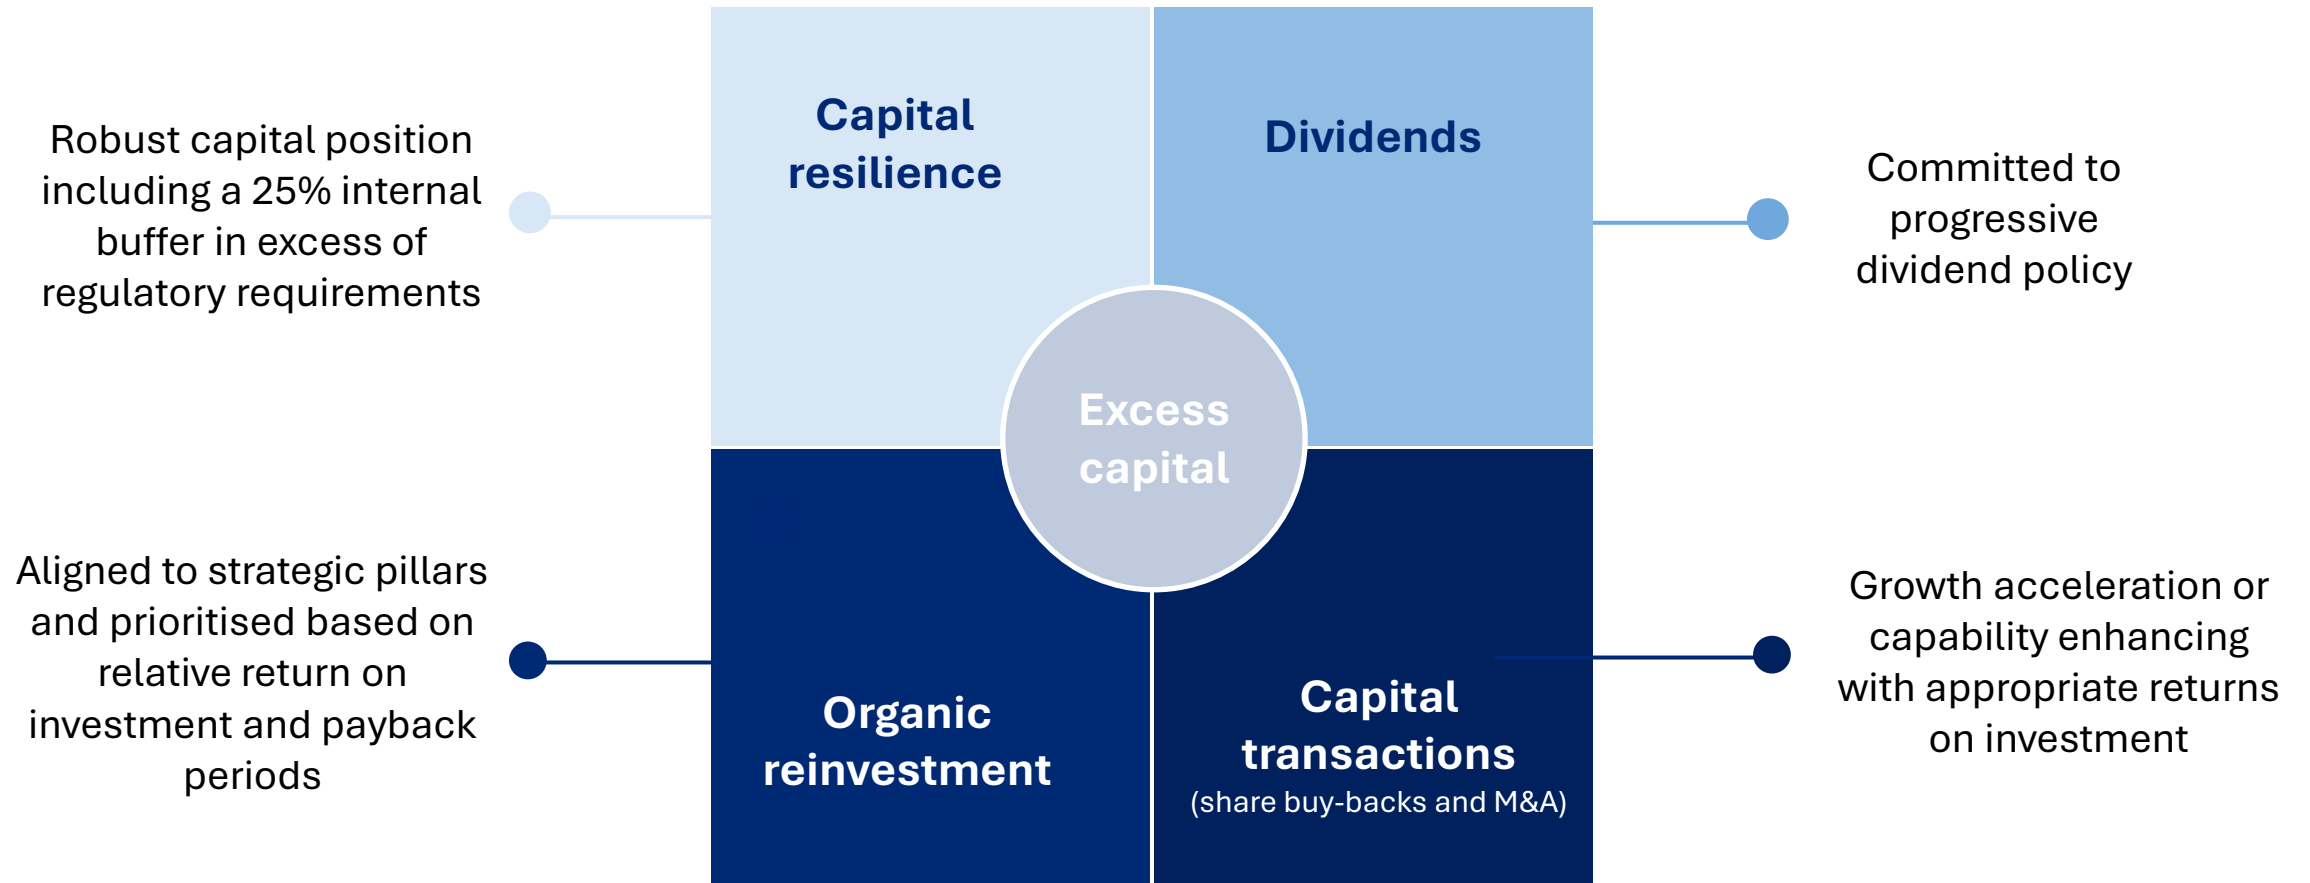 Robust capital position
including a 25% internal
buffer in excess of
regulatory requirements
Capital
resilience
Dividends
Committed to
progressive
dividend policy
Excess
capital
Aligned to strategic pillars
and prioritised based on
relative return on
investment and payback
periods
Organic
reinvestment
Capital
transactions
(share buy-backs and M&A)
Growth acceleration or
capability enhancing
with appropriate returns
on investment